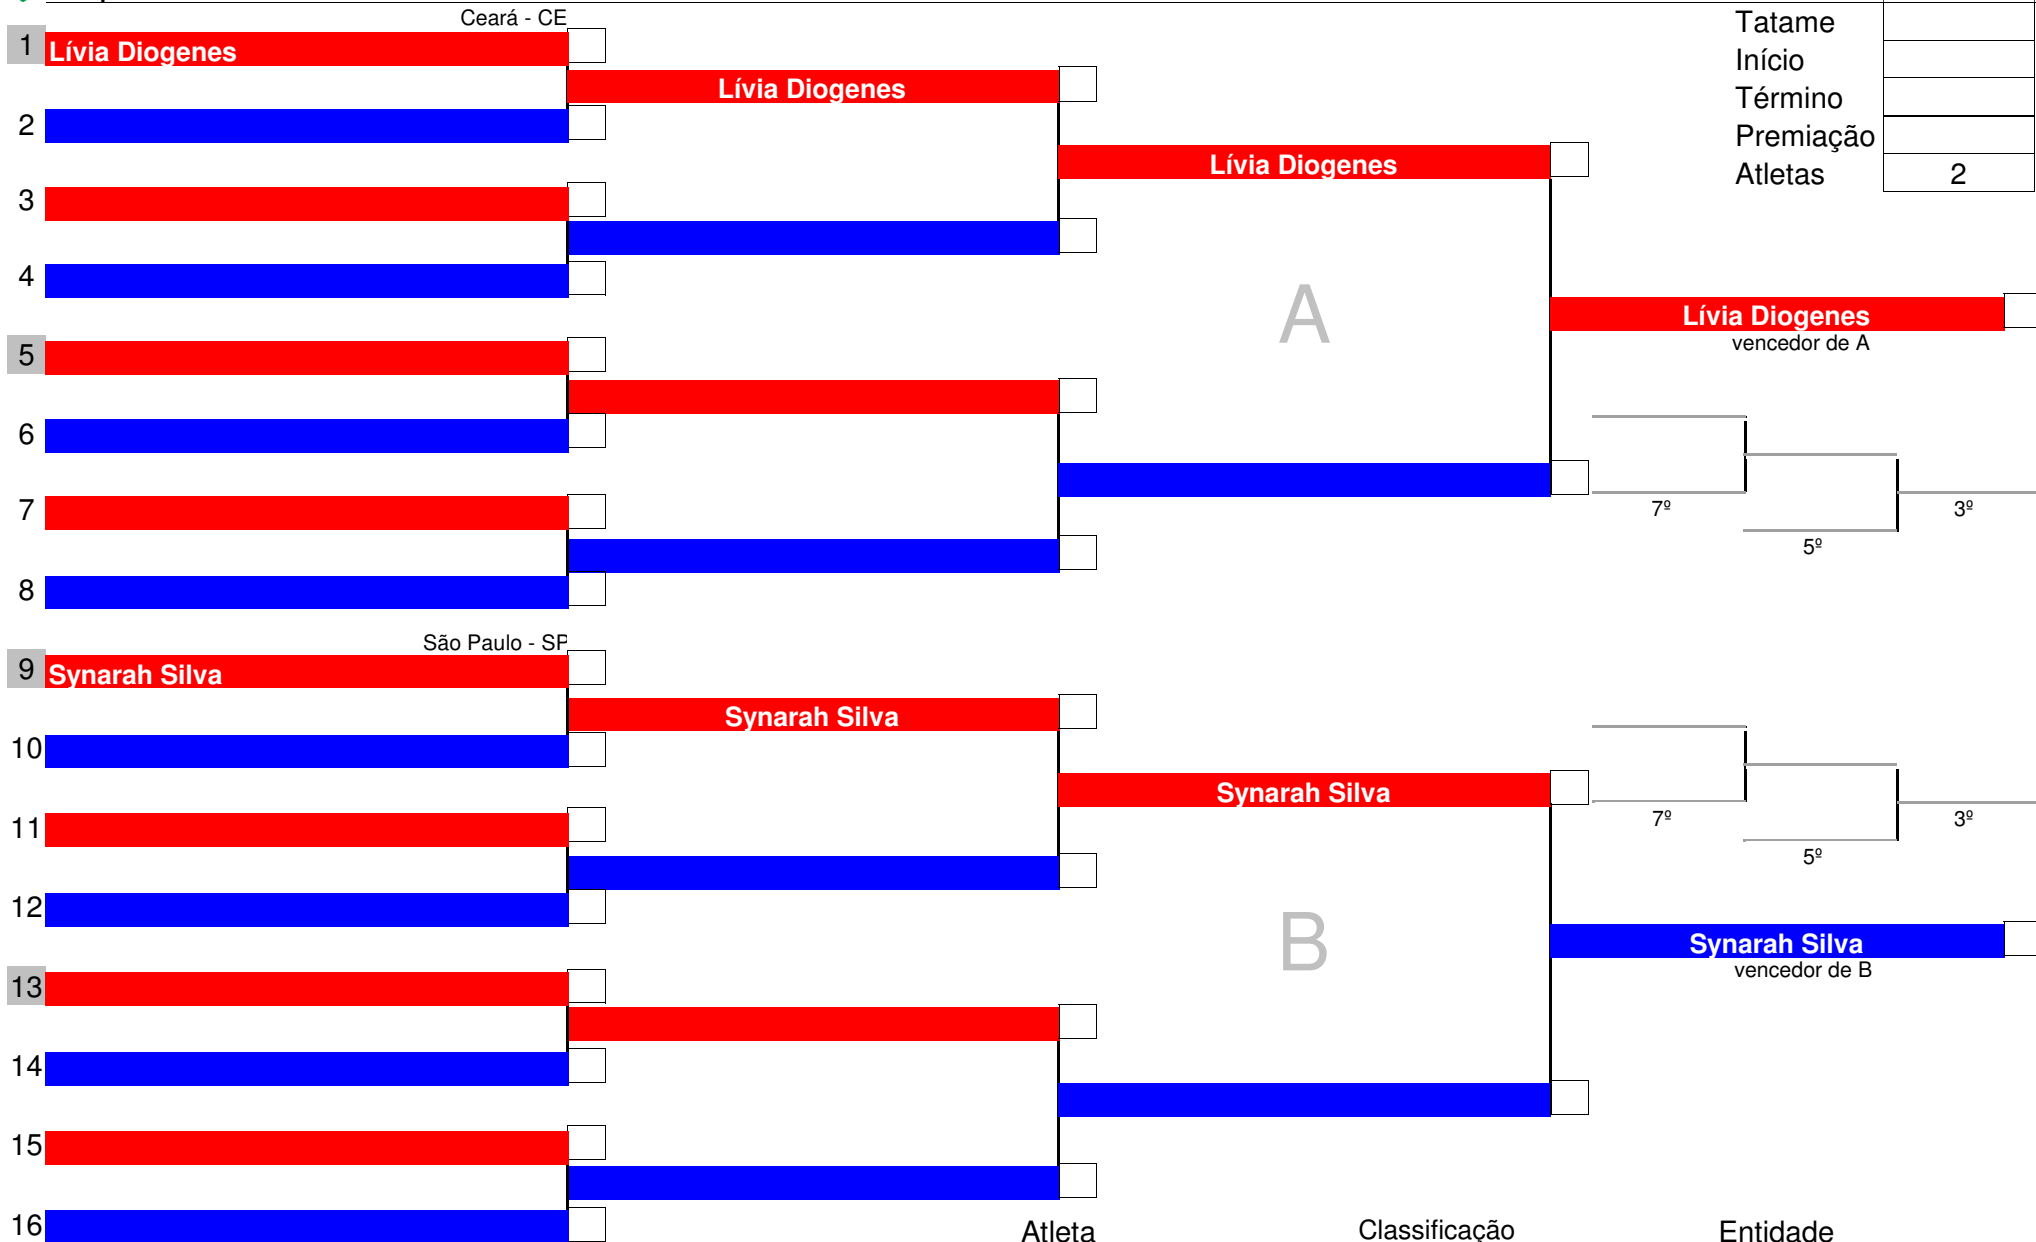 Ceará - CE
Tatame
1 Lívia Diogenes
Início
Lívia Diogenes
Término
2
Premiação
Lívia Diogenes
Atletas 2
3
4
A
Lívia Diogenes
vencedor de A
5
6
7
7º 3º
5º
8
São Paulo - SP
9 Synarah Silva
Synarah Silva
10
Synarah Silva
11
7º 3º
5º
12
B
Synarah Silva
vencedor de B
13
14
15
16
Atleta Classificação Entidade